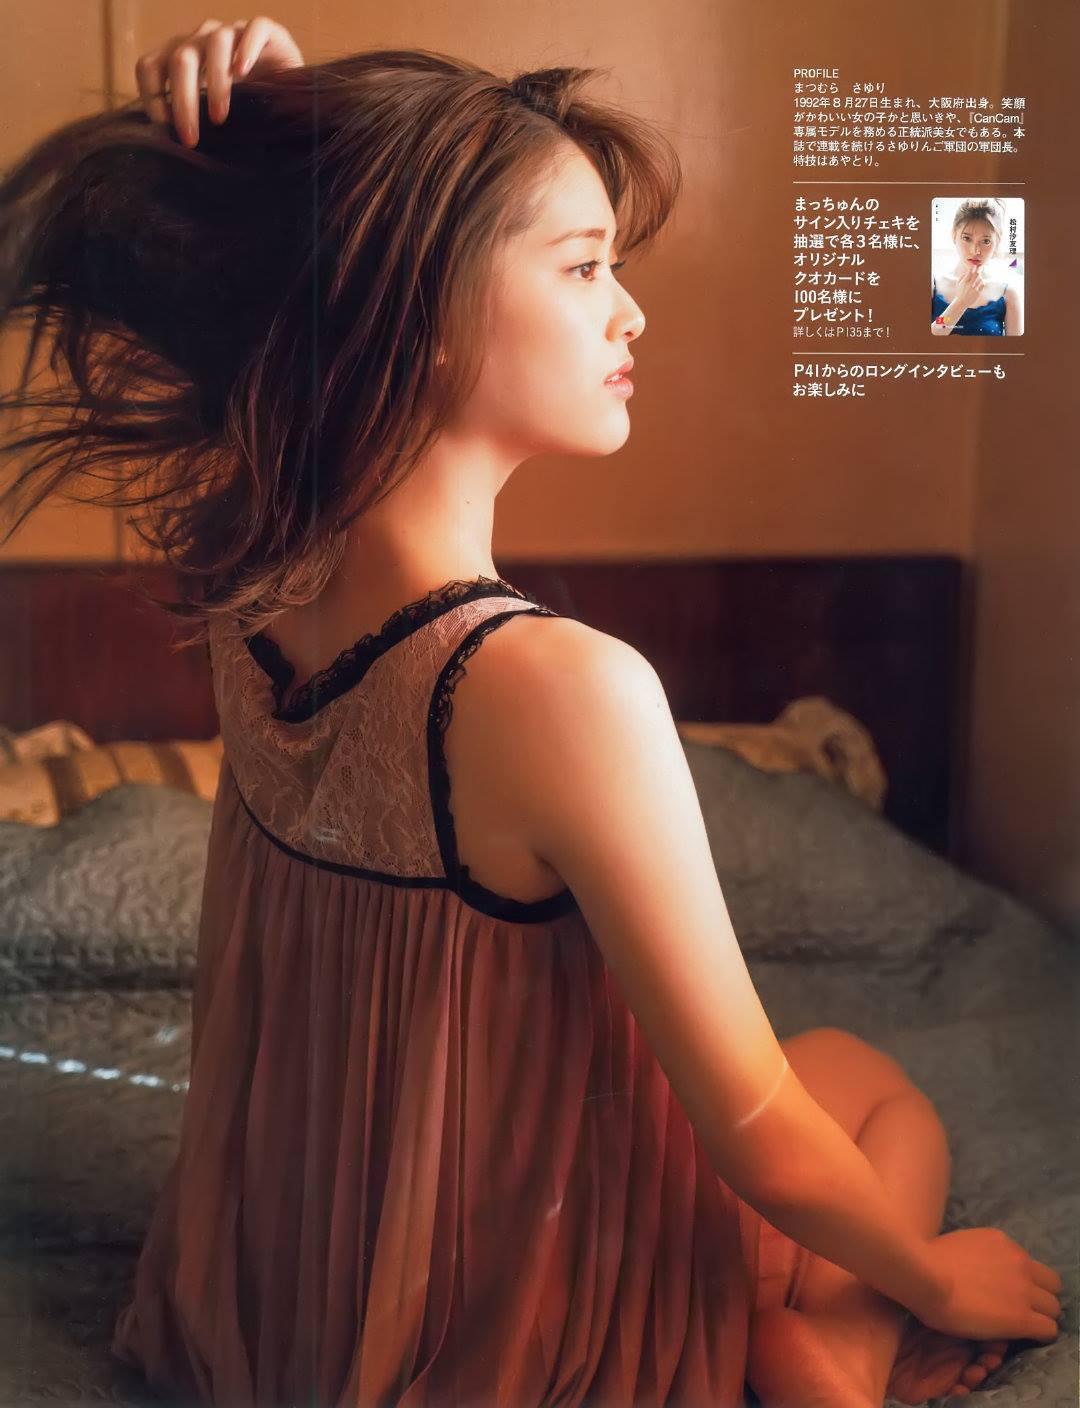 PROFILE
まつむら　さゆり
1992年8月27日生まれ、大阪府出身。笑顔
がかわいい女の子かと思いきや、『CanCam』
専属モデルを務める正統派美女でもある。本
誌で連載を続けるさゆりんご軍団の軍団長。
特技はあやとり。
まっちゅんの
サイン入りチェキを
抽選で各3名様に、
オリジナル
クオカードを
100名様に
プレゼント!
詳しくはP135まで!
松村沙友理
P41からのロングインタビューも
お楽しみに